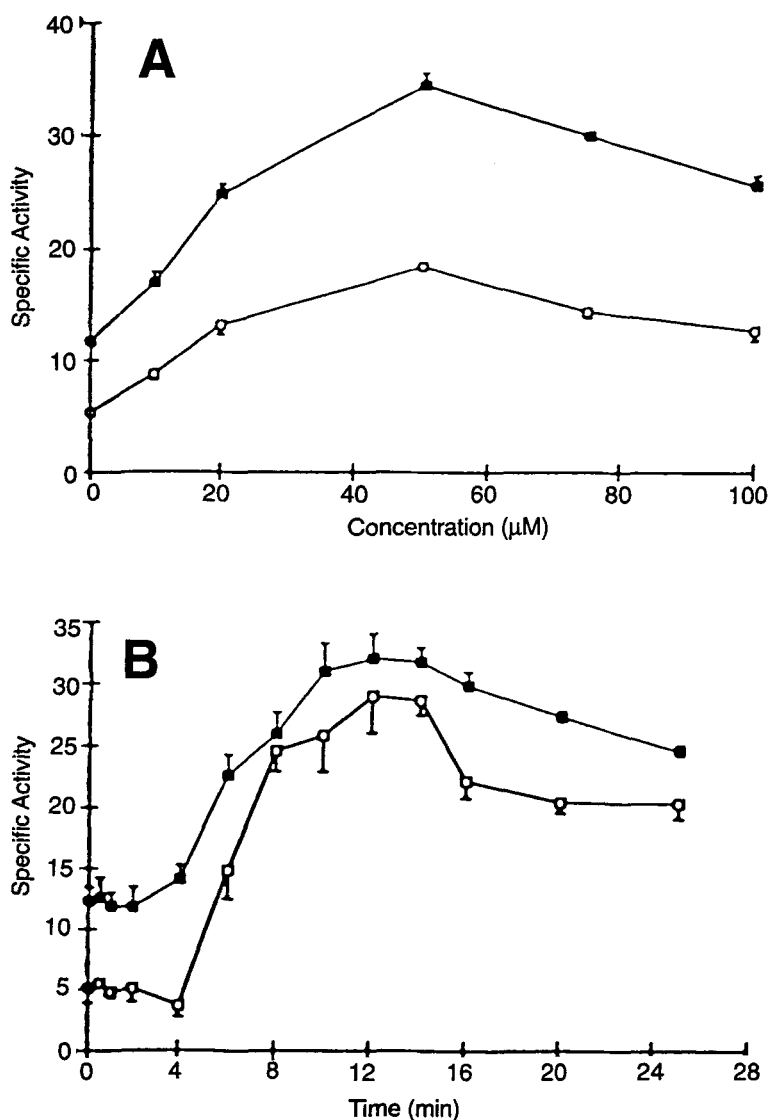 A
40
30
20
10
0
Specific Activity
0 20 40 60 80 100
Concentration (µM)
B
35
30
25
20
15
10
5
0
Specific Activity
0 4 8 12 16 20 24 28
Time (min)